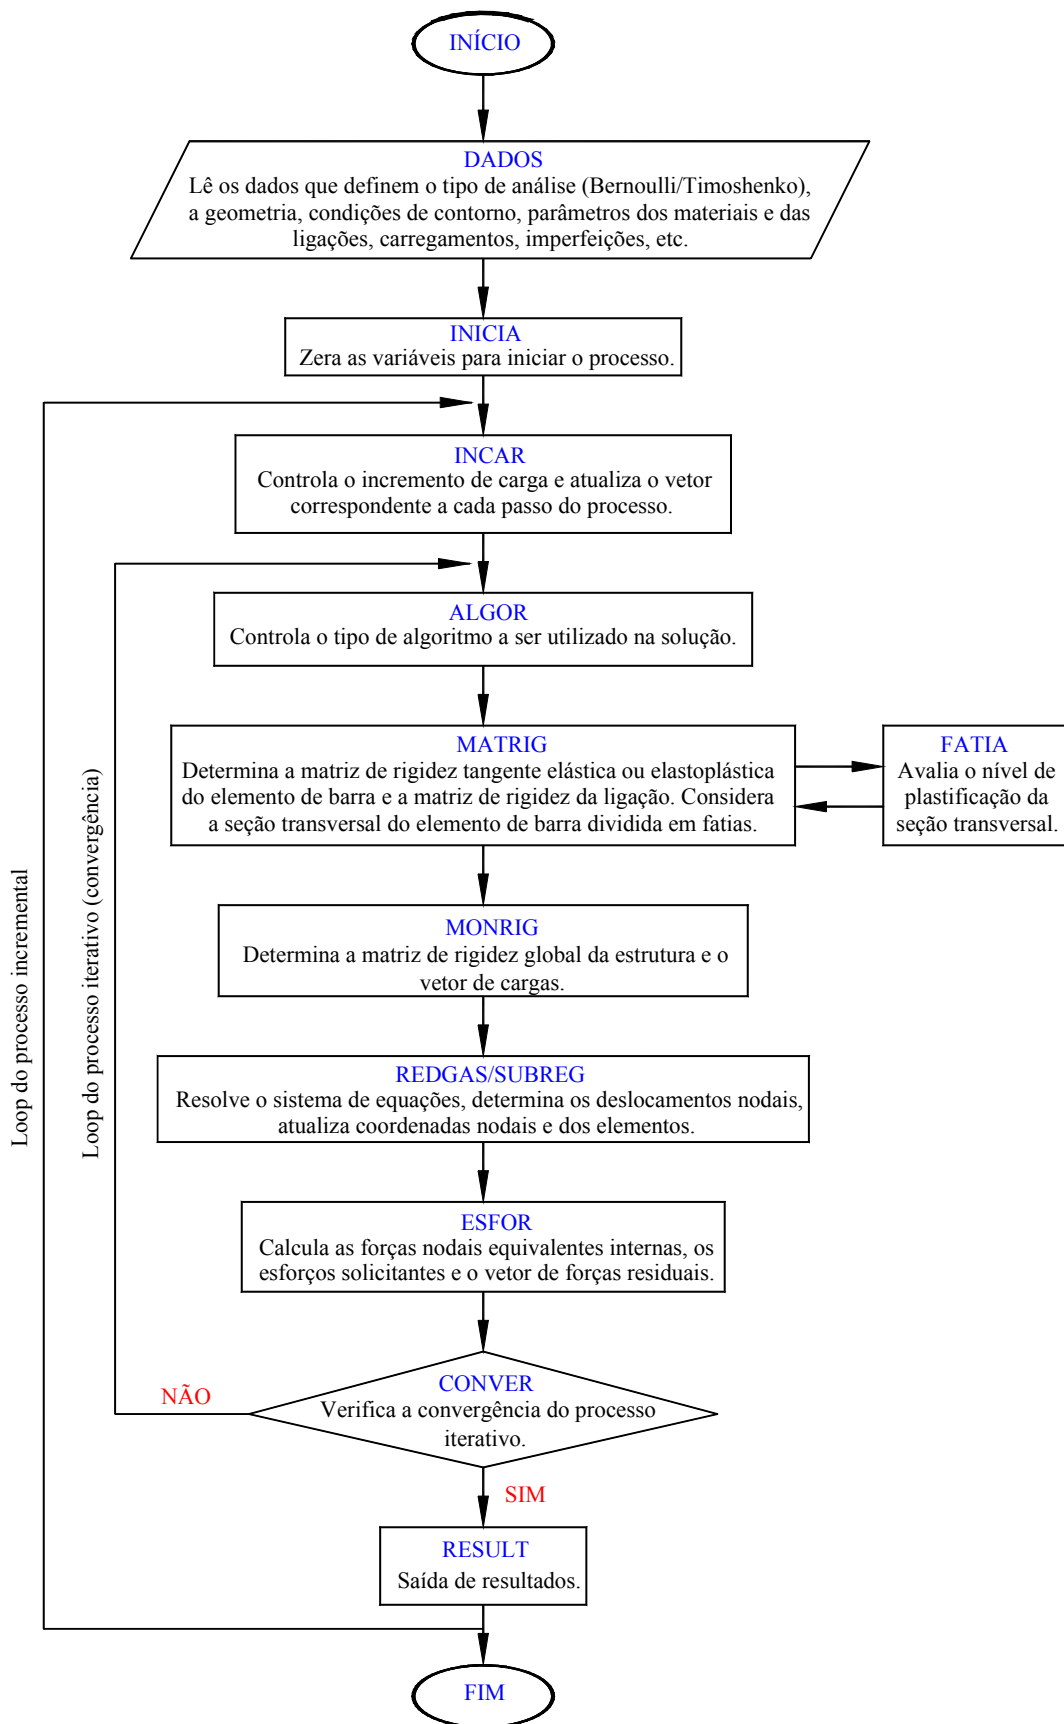 INÍCIO
DADOS
Lê os dados que definem o tipo de análise (Bernoulli/Timoshenko),
a geometria, condições de contorno, parâmetros dos materiais e das
ligações, carregamentos, imperfeições, etc.
INICIA
Zera as variáveis para iniciar o processo.
INCAR
Controla o incremento de carga e atualiza o vetor
correspondente a cada passo do processo.
ALGOR
Controla o tipo de algoritmo a ser utilizado na solução.
MATRIG
Determina a matriz de rigidez tangente elástica ou elastoplástica
do elemento de barra e a matriz de rigidez da ligação. Considera
a seção transversal do elemento de barra dividida em fatias.
FATIA
Avalia o nível de
plastificação da
seção transversal.
MONRIG
Determina a matriz de rigidez global da estrutura e o
vetor de cargas.
REDGAS/SUBREG
Resolve o sistema de equações, determina os deslocamentos nodais,
atualiza coordenadas nodais e dos elementos.
ESFOR
Calcula as forças nodais equivalentes internas, os
esforços solicitantes e o vetor de forças residuais.
CONVER
Verifica a convergência do processo
iterativo.
NÃO
SIM
RESULT
Saída de resultados.
FIM
Loop do processo incremental
Loop do processo iterativo (convergência)